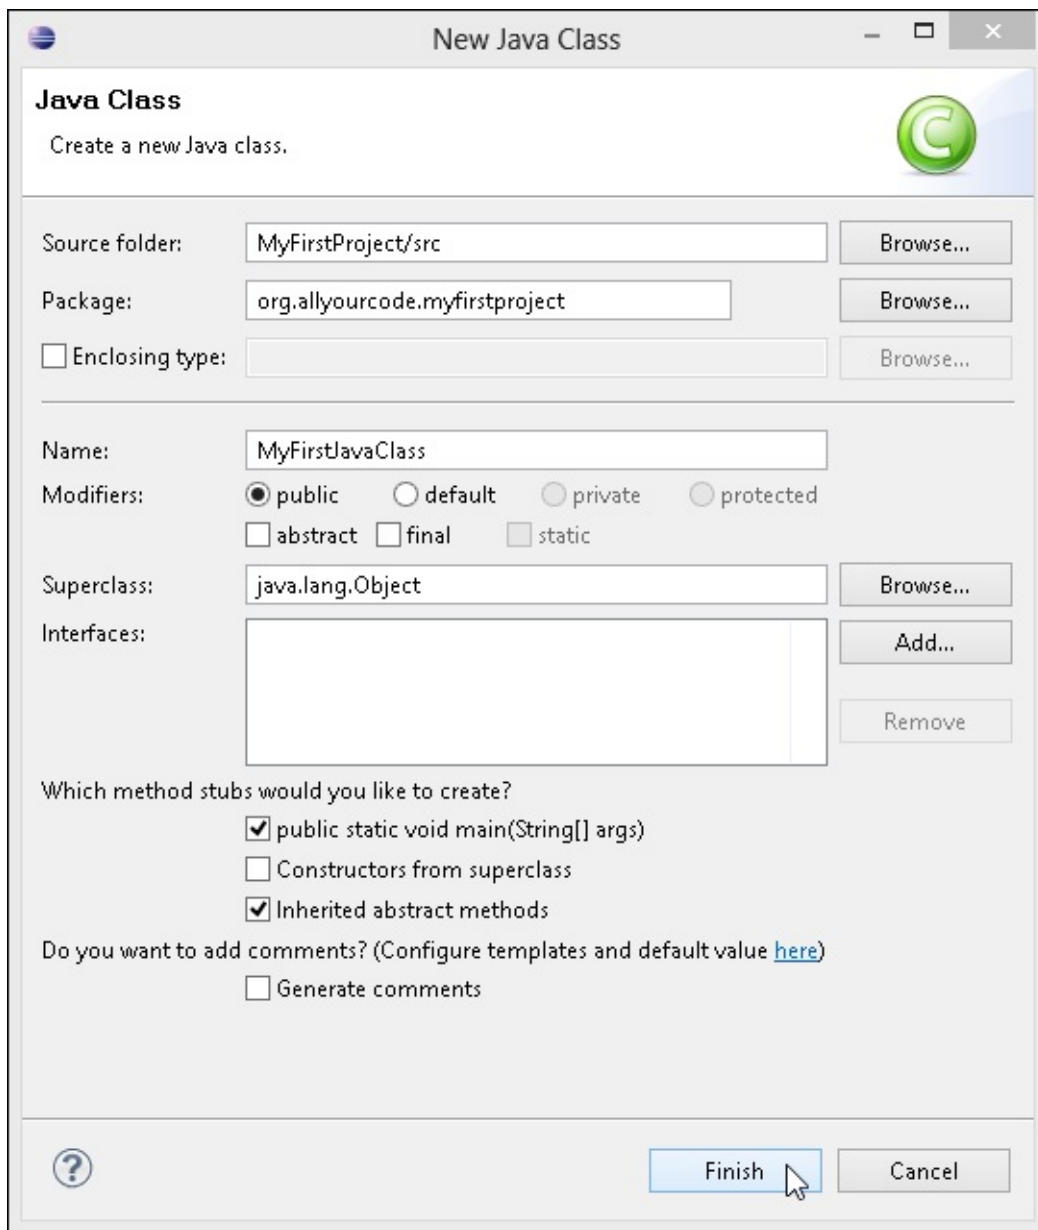 New Java Class
Java Class
Create a new Java class.
Source folder: MyFirstProject/src Browse...
Package: org.allyourcode.myfirstproject Browse...
Enclosing type: Browse...
Name: MyFirstJavaClass
Modifiers: public default private protected
abstract final static
Superclass: java.lang.Object Browse...
Interfaces: Add...
Remove
Which method stubs would you like to create?
public static void main(String[] args)
Constructors from superclass
Inherited abstract methods
Do you want to add comments? (Configure templates and default value here)
Generate comments
? Finish Cancel